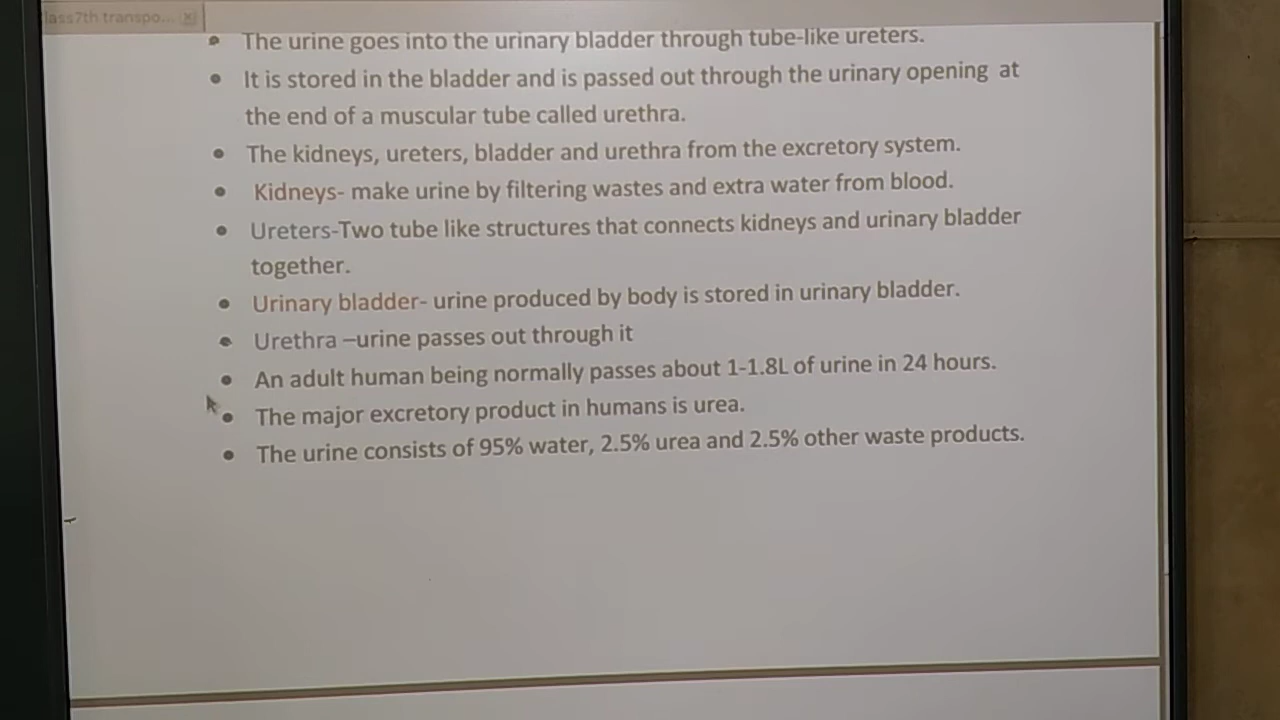 lass7th transpo...
• The urine goes into the urinary bladder through tube-like ureters.
• It is stored in the bladder and is passed out through the urinary opening at
the end of a muscular tube called urethra.
• The kidneys, ureters, bladder and urethra from the excretory system.
• Kidneys- make urine by filtering wastes and extra water from blood.
• Ureters-Two tube like structures that connects kidneys and urinary bladder
together.
• Urinary bladder- urine produced by body is stored in urinary bladder.
• Urethra –urine passes out through it
• An adult human being normally passes about 1-1.8L of urine in 24 hours.
• The major excretory product in humans is urea.
• The urine consists of 95% water, 2.5% urea and 2.5% other waste products.